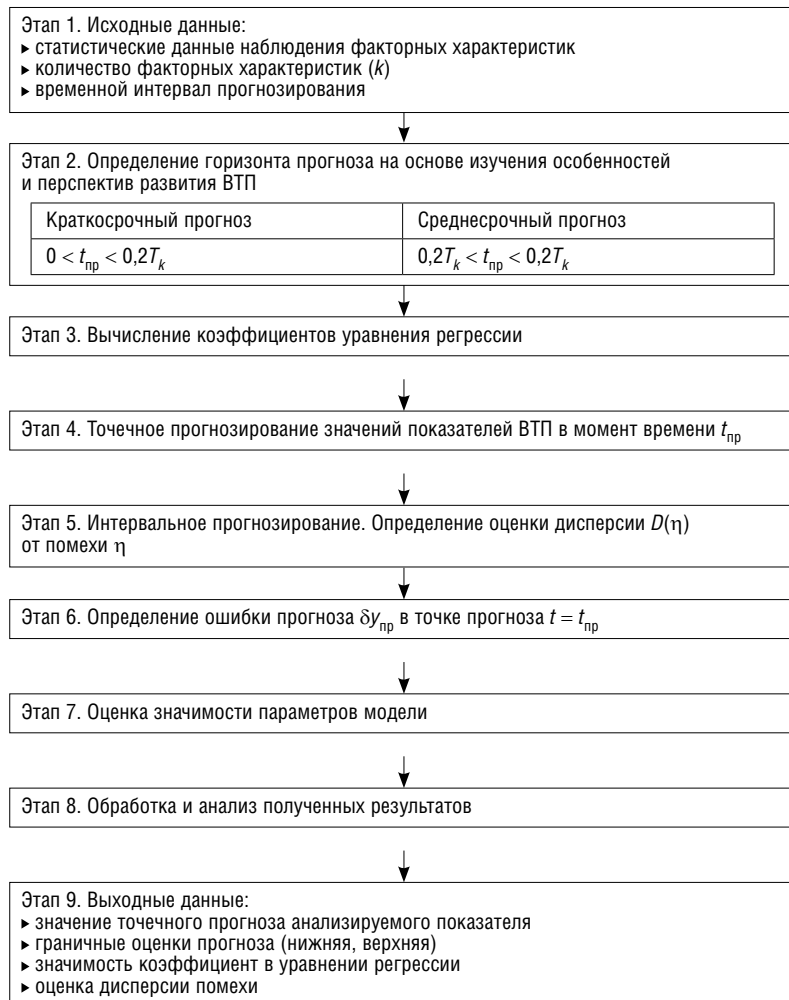 Этап 1. Исходные данные:
▸ статистические данные наблюдения факторных характеристик
▸ количество факторных характеристик (k)
▸ временной интервал прогнозирования
Этап 2. Определение горизонта прогноза на основе изучения особенностей
и перспектив развития ВТП
Краткосрочный прогноз
Среднесрочный прогноз
0 < tпр < 0,2Tk
0,2Tk < tпр < 0,2Tk
Этап 3. Вычисление коэффициентов уравнения регрессии
Этап 4. Точечное прогнозирование значений показателей ВТП в момент времени tпр
Этап 5. Интервальное прогнозирование. Определение оценки дисперсии D(η)
от помехи η
Этап 6. Определение ошибки прогноза δyпр в точке прогноза t = tпр
Этап 7. Оценка значимости параметров модели
Этап 8. Обработка и анализ полученных результатов
Этап 9. Выходные данные:
▸ значение точечного прогноза анализируемого показателя
▸ граничные оценки прогноза (нижняя, верхняя)
▸ значимость коэффициент в уравнении регрессии
▸ оценка дисперсии помехи